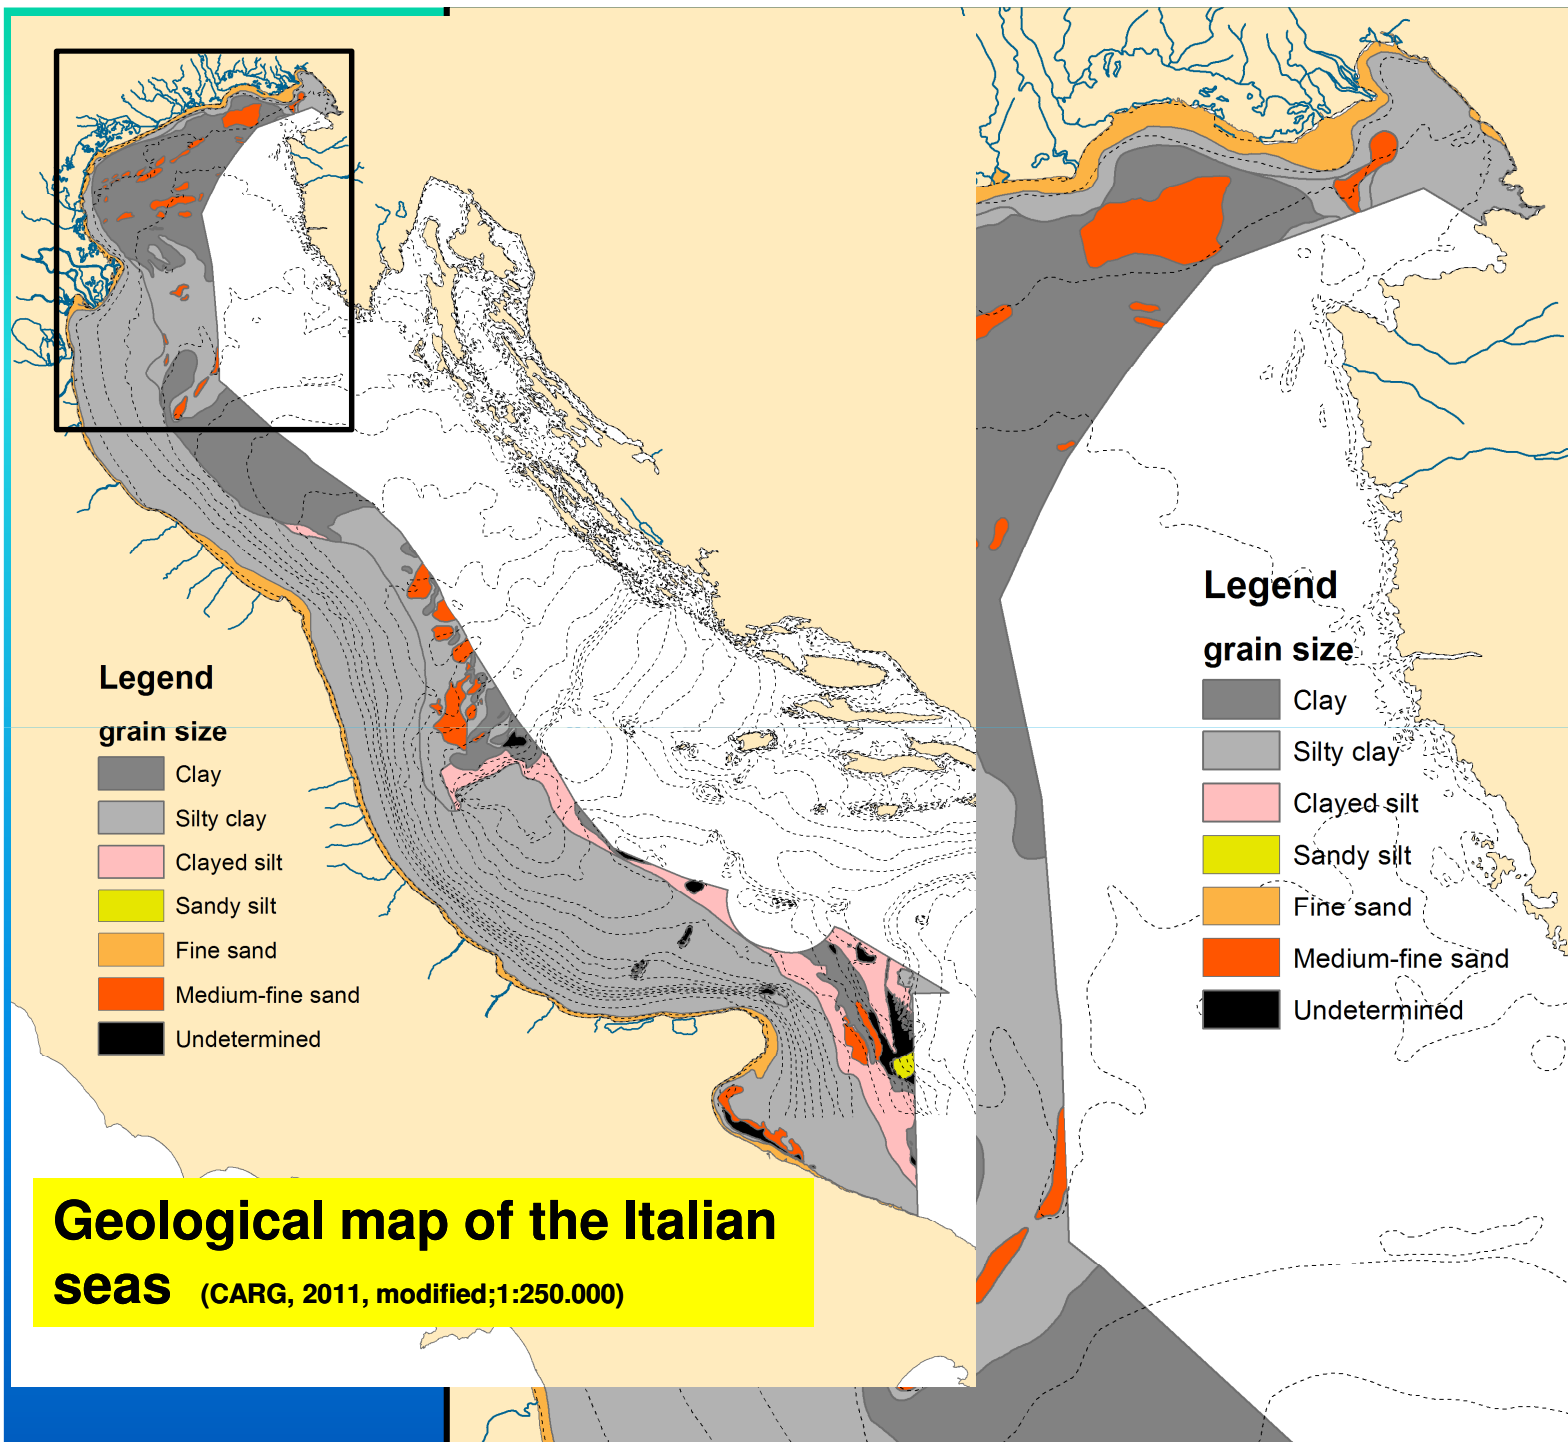 Legend
grain size
Clay
Silty clay
Clayed silt
Sandy silt
Fine sand
Medium-fine sand
Undetermined
Geological map of the Italian
seas (CARG, 2011, modified;1:250.000)
Legend
grain size
Clay
Silty clay
Clayed silt
Sandy silt
Fine sand
Medium-fine sand
Undetermined